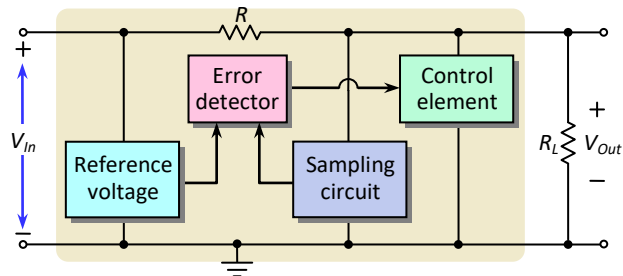 R
+
Error
detector
Control
element
V_In
Reference
voltage
Sampling
circuit
R_L
+
V_Out
−
−